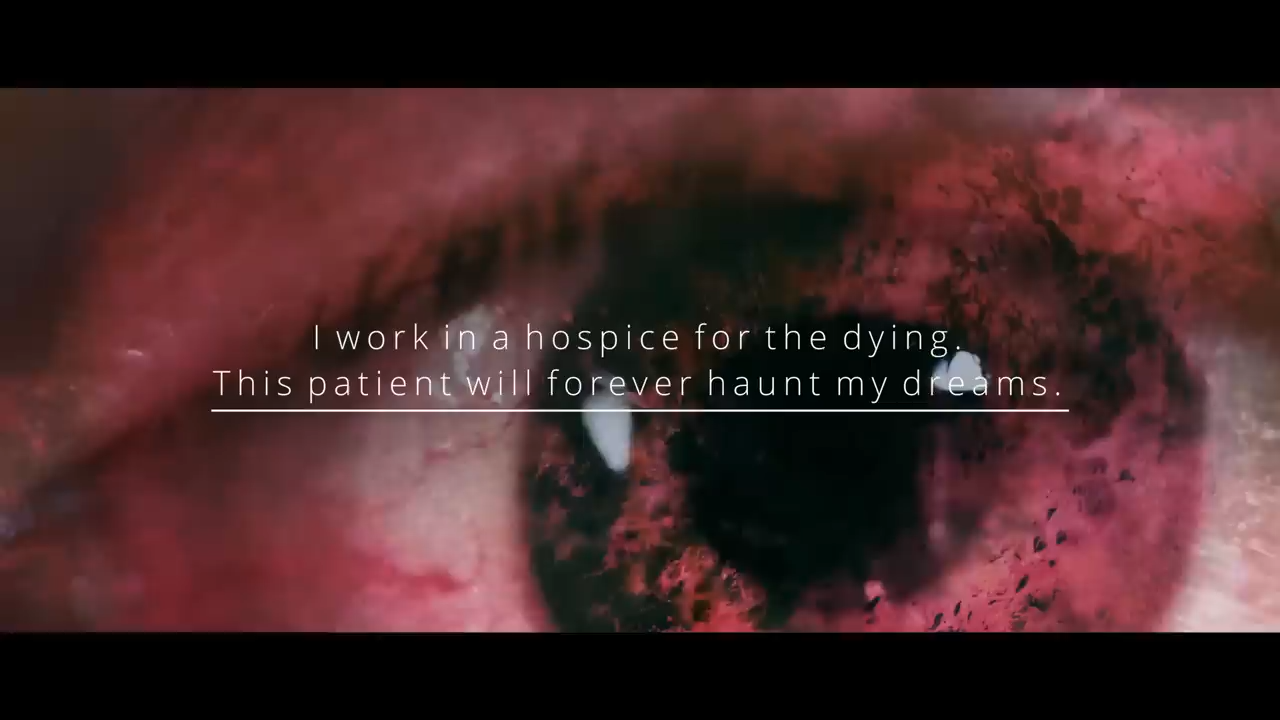 I work in a hospice for the dying.
This patient will forever haunt my dreams.